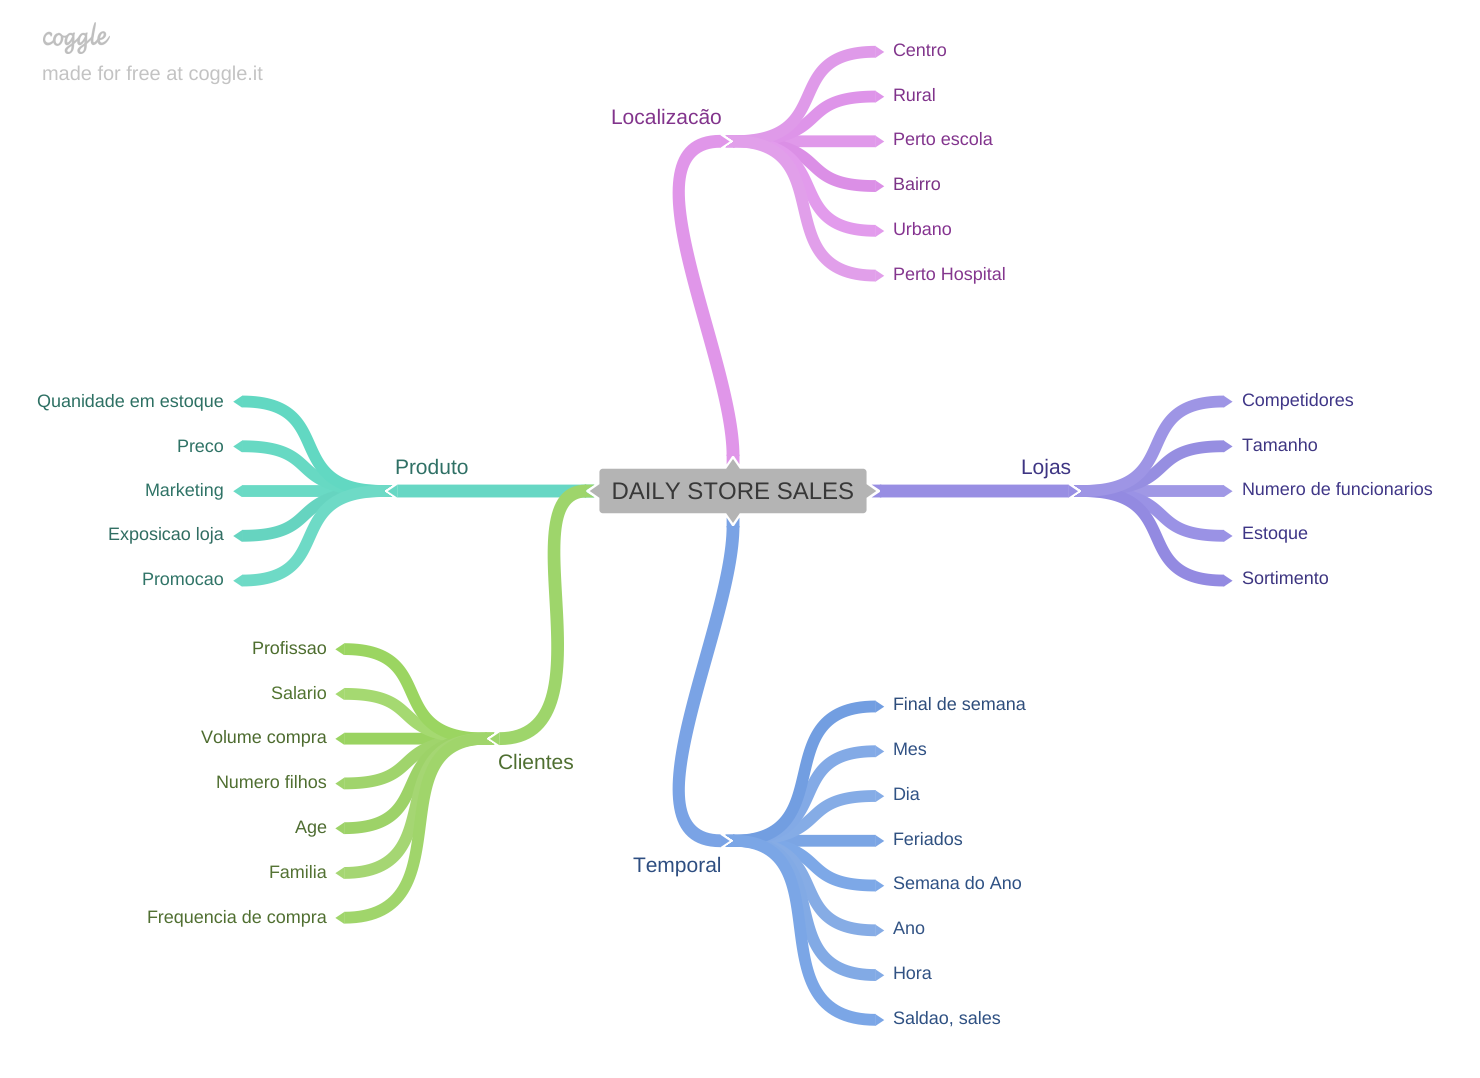 coggle
made for free at coggle.it
Localizacão
Centro
Rural
Perto escola
Bairro
Urbano
Perto Hospital
Quanidade em estoque
Preco
Marketing
Exposicao loja
Promocao
Produto
DAILY STORE SALES
Lojas
Competidores
Tamanho
Numero de funcionarios
Estoque
Sortimento
Profissao
Salario
Volume compra
Numero filhos
Age
Familia
Frequencia de compra
Clientes
Temporal
Final de semana
Mes
Dia
Feriados
Semana do Ano
Ano
Hora
Saldao, sales